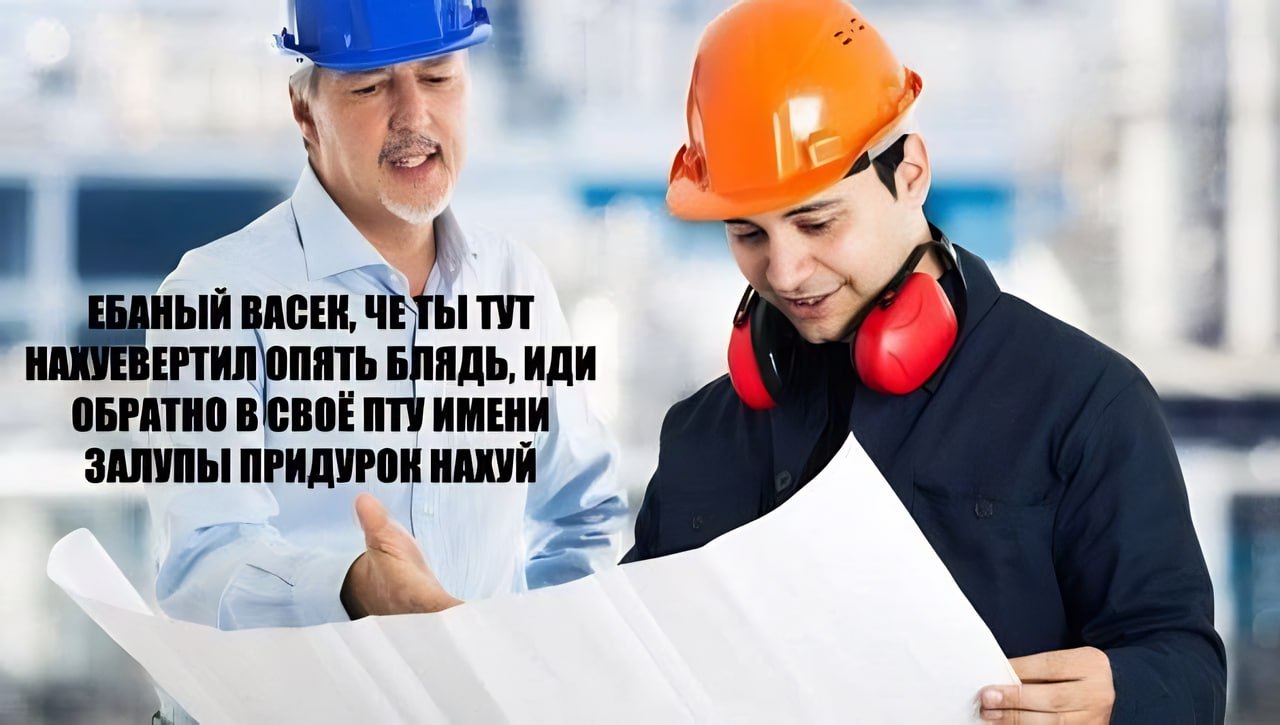 ЕБАНЫЙ ВАСЕК, ЧЕ ТЫ ТУТ
НАХУЕВЕРТИЛ ОПЯТЬ БЛЯДЬ, ИДИ
ОБРАТНО В СВОЁ ПТУ ИМЕНИ
ЗАЛУПЫ ПРИДУРОК НАХУЙ